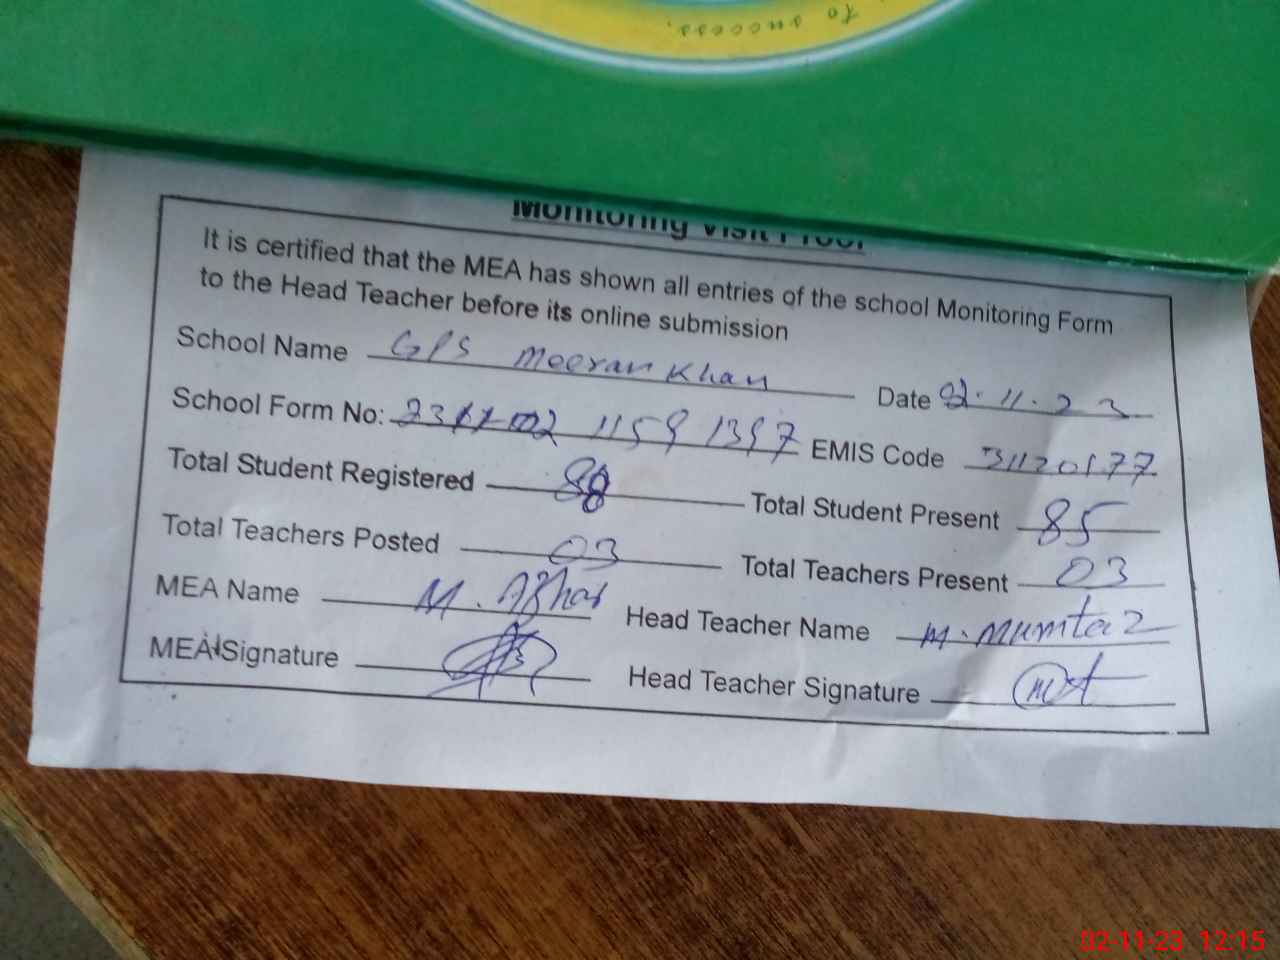 to success.
Monitoring Visit Proof
It is certified that the MEA has shown all entries of the school Monitoring Form
to the Head Teacher before its online submission
School Name GPS Meeran Khan Date 02.11.23
School Form No: EMIS Code 31120177
Total Student Registered 88 Total Student Present 85
Total Teachers Posted 03 Total Teachers Present 03
MEA Name M. Azhar Head Teacher Name M. Mumtaz
MEA Signature Head Teacher Signature
02-11-23 12:15